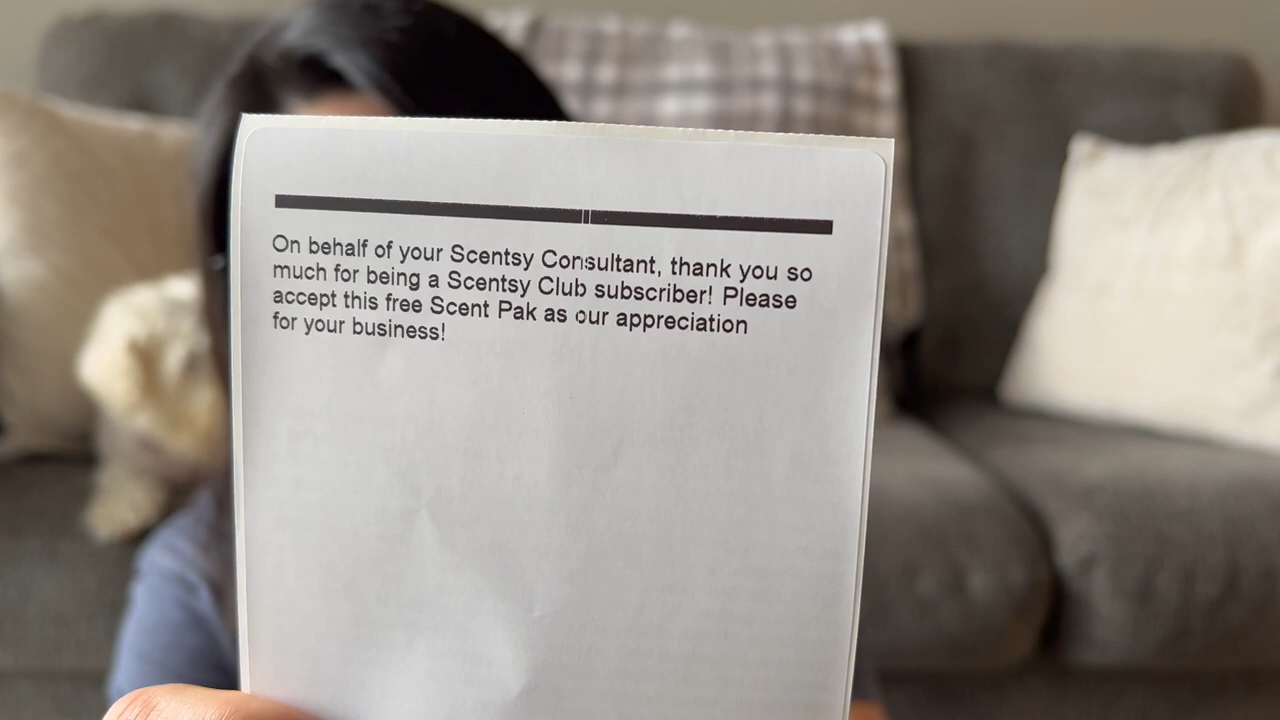 On behalf of your Scentsy Consultant, thank you so
much for being a Scentsy Club subscriber! Please
accept this free Scent Pak as our appreciation
for your business!